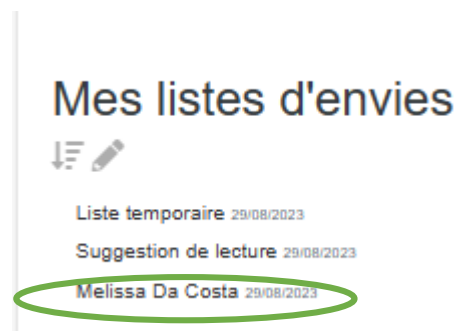 Mes listes d'envies
Liste temporaire 29/08/2023
Suggestion de lecture 29/08/2023
Melissa Da Costa 29/08/2023